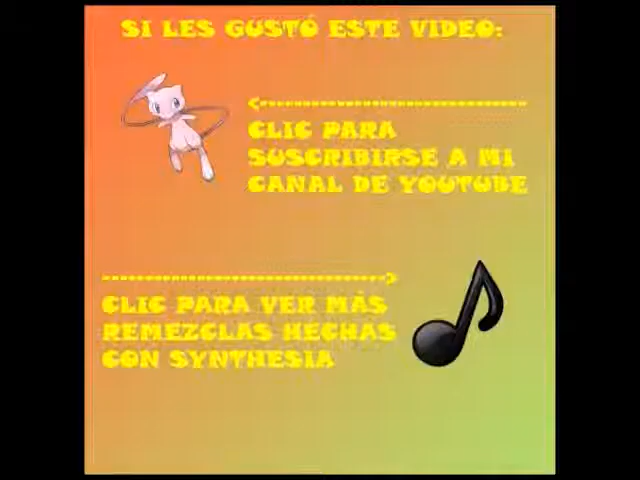 SI LES GUSTÓ ESTE VIDEO:
<-------------------------------
CLIC PARA
SUSCRIBIRSE A MI
CANAL DE YOUTUBE
--------------------------------->
CLIC PARA VER MÁS
REMEZCLAS HECHAS
CON SYNTHESIA